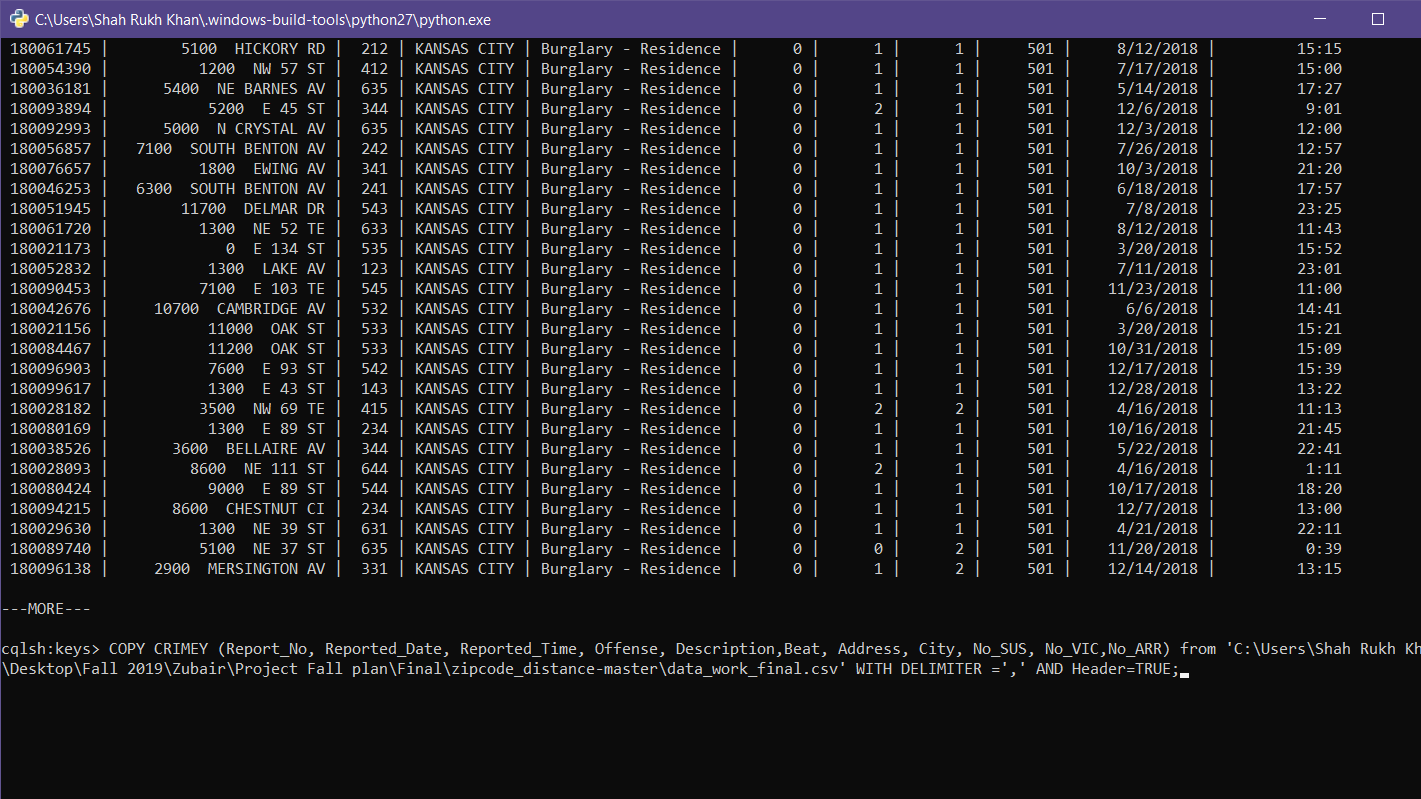 C:\Users\Shah Rukh Khan\.windows-build-tools\python27\python.exe
180061745 | 5100 HICKORY RD | 212 | KANSAS CITY | Burglary - Residence | 0 | 1 | 1 | 501 | 8/12/2018 | 15:15
180054390 | 1200 NW 57 ST | 412 | KANSAS CITY | Burglary - Residence | 0 | 1 | 1 | 501 | 7/17/2018 | 15:00
180036181 | 5400 NE BARNES AV | 635 | KANSAS CITY | Burglary - Residence | 0 | 1 | 1 | 501 | 5/14/2018 | 17:27
180093894 | 5200 E 45 ST | 344 | KANSAS CITY | Burglary - Residence | 0 | 2 | 1 | 501 | 12/6/2018 | 9:01
180092993 | 5000 N CRYSTAL AV | 635 | KANSAS CITY | Burglary - Residence | 0 | 1 | 1 | 501 | 12/3/2018 | 12:00
180056857 | 7100 SOUTH BENTON AV | 242 | KANSAS CITY | Burglary - Residence | 0 | 1 | 1 | 501 | 7/26/2018 | 12:57
180076657 | 1800 EWING AV | 341 | KANSAS CITY | Burglary - Residence | 0 | 1 | 1 | 501 | 10/3/2018 | 21:20
180046253 | 6300 SOUTH BENTON AV | 241 | KANSAS CITY | Burglary - Residence | 0 | 1 | 1 | 501 | 6/18/2018 | 17:57
180051945 | 11700 DELMAR DR | 543 | KANSAS CITY | Burglary - Residence | 0 | 1 | 1 | 501 | 7/8/2018 | 23:25
180061720 | 1300 NE 52 TE | 633 | KANSAS CITY | Burglary - Residence | 0 | 1 | 1 | 501 | 8/12/2018 | 11:43
180021173 | 0 E 134 ST | 535 | KANSAS CITY | Burglary - Residence | 0 | 1 | 1 | 501 | 3/20/2018 | 15:52
180052832 | 1300 LAKE AV | 123 | KANSAS CITY | Burglary - Residence | 0 | 1 | 1 | 501 | 7/11/2018 | 23:01
180090453 | 7100 E 103 TE | 545 | KANSAS CITY | Burglary - Residence | 0 | 1 | 1 | 501 | 11/23/2018 | 11:00
180042676 | 10700 CAMBRIDGE AV | 532 | KANSAS CITY | Burglary - Residence | 0 | 1 | 1 | 501 | 6/6/2018 | 14:41
180021156 | 11000 OAK ST | 533 | KANSAS CITY | Burglary - Residence | 0 | 1 | 1 | 501 | 3/20/2018 | 15:21
180084467 | 11200 OAK ST | 533 | KANSAS CITY | Burglary - Residence | 0 | 1 | 1 | 501 | 10/31/2018 | 15:09
180096903 | 7600 E 93 ST | 542 | KANSAS CITY | Burglary - Residence | 0 | 1 | 1 | 501 | 12/17/2018 | 15:39
180099617 | 1300 E 43 ST | 143 | KANSAS CITY | Burglary - Residence | 0 | 1 | 1 | 501 | 12/28/2018 | 13:22
180028182 | 3500 NW 69 TE | 415 | KANSAS CITY | Burglary - Residence | 0 | 2 | 2 | 501 | 4/16/2018 | 11:13
180080169 | 1300 E 89 ST | 234 | KANSAS CITY | Burglary - Residence | 0 | 1 | 1 | 501 | 10/16/2018 | 21:45
180038526 | 3600 BELLAIRE AV | 344 | KANSAS CITY | Burglary - Residence | 0 | 1 | 1 | 501 | 5/22/2018 | 22:41
180028093 | 8600 NE 111 ST | 644 | KANSAS CITY | Burglary - Residence | 0 | 2 | 1 | 501 | 4/16/2018 | 1:11
180080424 | 9000 E 89 ST | 544 | KANSAS CITY | Burglary - Residence | 0 | 1 | 1 | 501 | 10/17/2018 | 18:20
180094215 | 8600 CHESTNUT CI | 234 | KANSAS CITY | Burglary - Residence | 0 | 1 | 1 | 501 | 12/7/2018 | 13:00
180029630 | 1300 NE 39 ST | 631 | KANSAS CITY | Burglary - Residence | 0 | 1 | 1 | 501 | 4/21/2018 | 22:11
180089740 | 5100 NE 37 ST | 635 | KANSAS CITY | Burglary - Residence | 0 | 0 | 2 | 501 | 11/20/2018 | 0:39
180096138 | 2900 MERSINGTON AV | 331 | KANSAS CITY | Burglary - Residence | 0 | 1 | 2 | 501 | 12/14/2018 | 13:15
---MORE---
cqlsh:keys> COPY CRIMEY (Report_No, Reported_Date, Reported_Time, Offense, Description,Beat, Address, City, No_SUS, No_VIC,No_ARR) from 'C:\Users\Shah Rukh Kh
\Desktop\Fall 2019\Zubair\Project Fall plan\Final\zipcode_distance-master\data_work_final.csv' WITH DELIMITER =',' AND Header=TRUE;